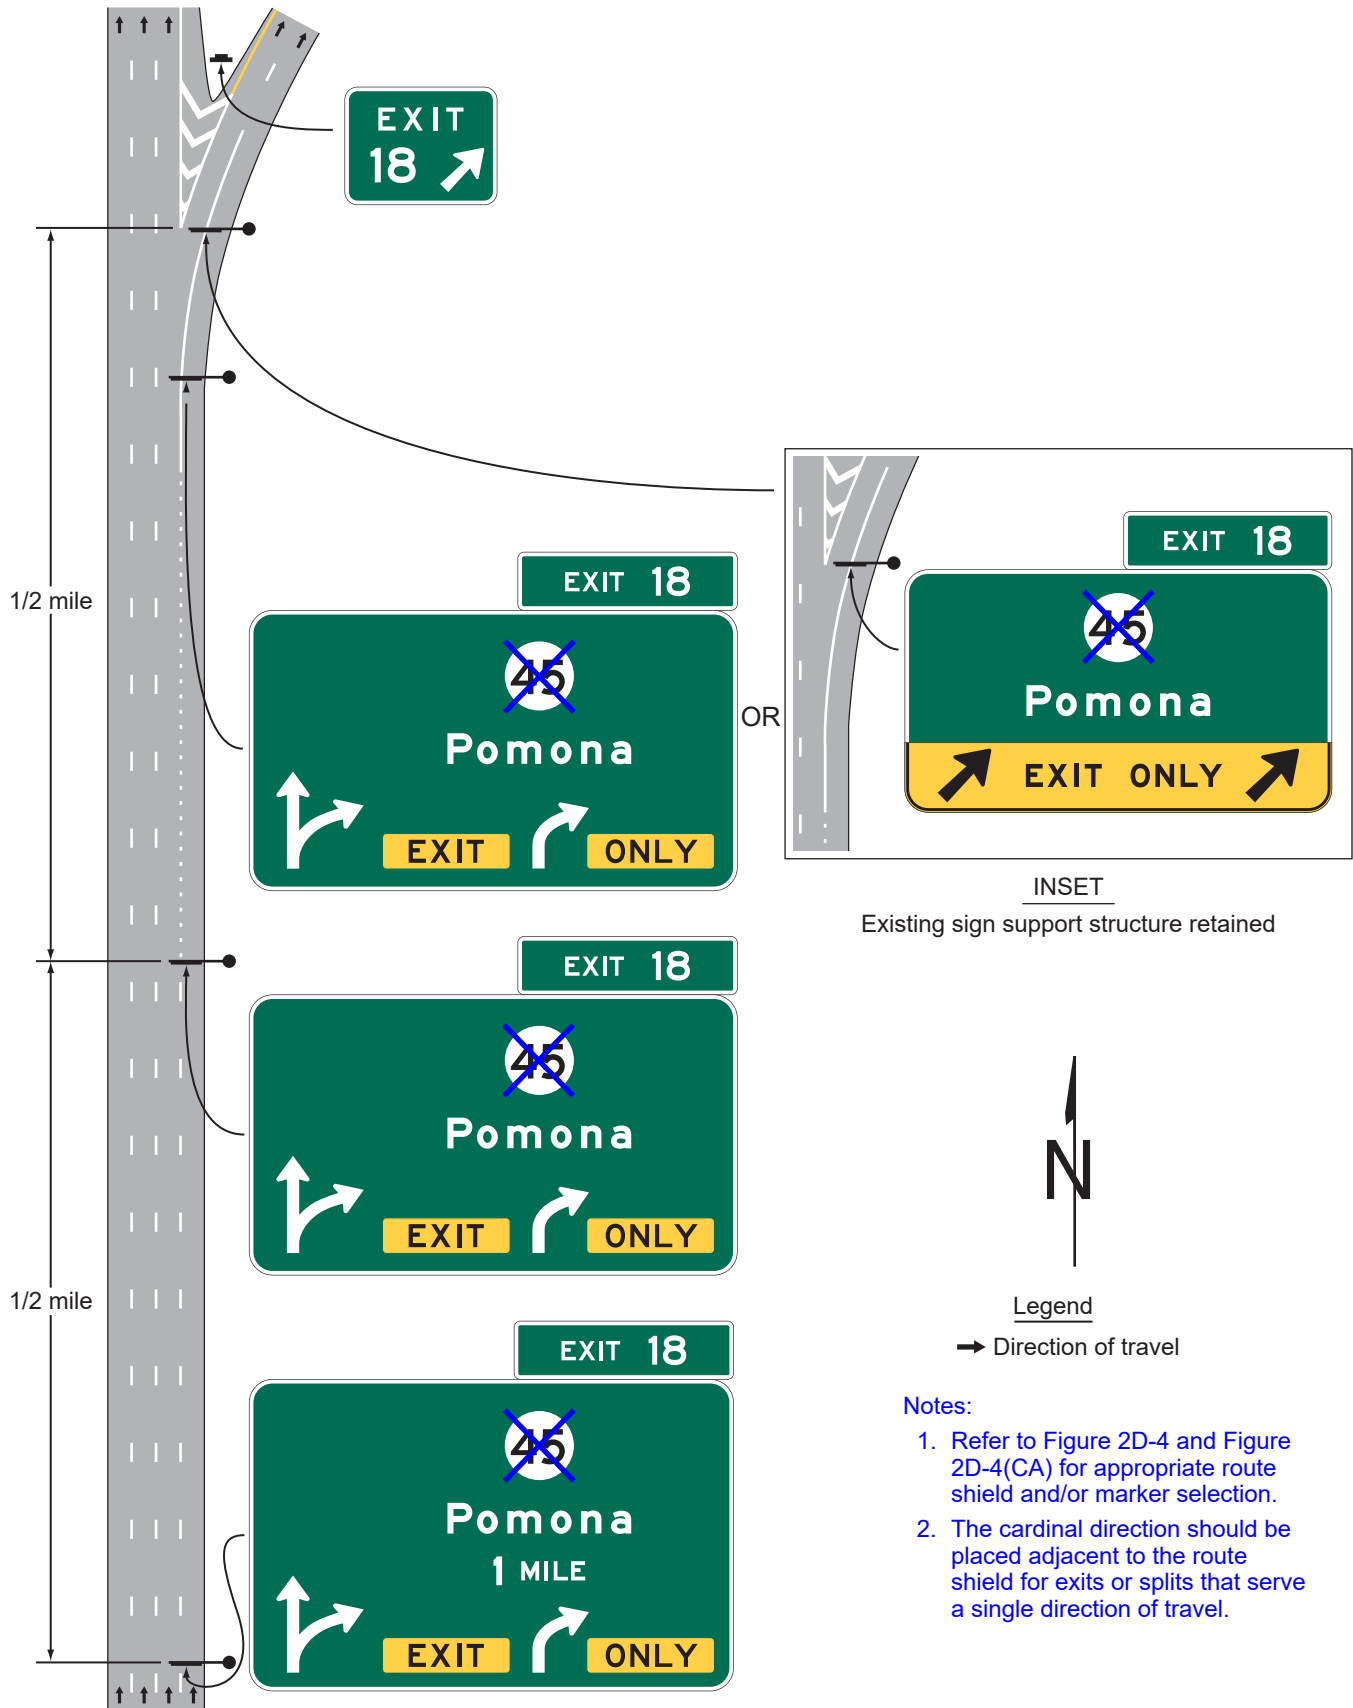 EXIT
18
1/2 mile
EXIT 18
45
Pomona
EXIT ONLY
OR
EXIT 18
45
Pomona
EXIT ONLY
INSET
Existing sign support structure retained
EXIT 18
45
Pomona
EXIT ONLY
N
1/2 mile
Legend
Direction of travel
EXIT 18
45
Pomona
1 MILE
EXIT ONLY
Notes:
1. Refer to Figure 2D-4 and Figure
2D-4(CA) for appropriate route
shield and/or marker selection.
2. The cardinal direction should be
placed adjacent to the route
shield for exits or splits that serve
a single direction of travel.